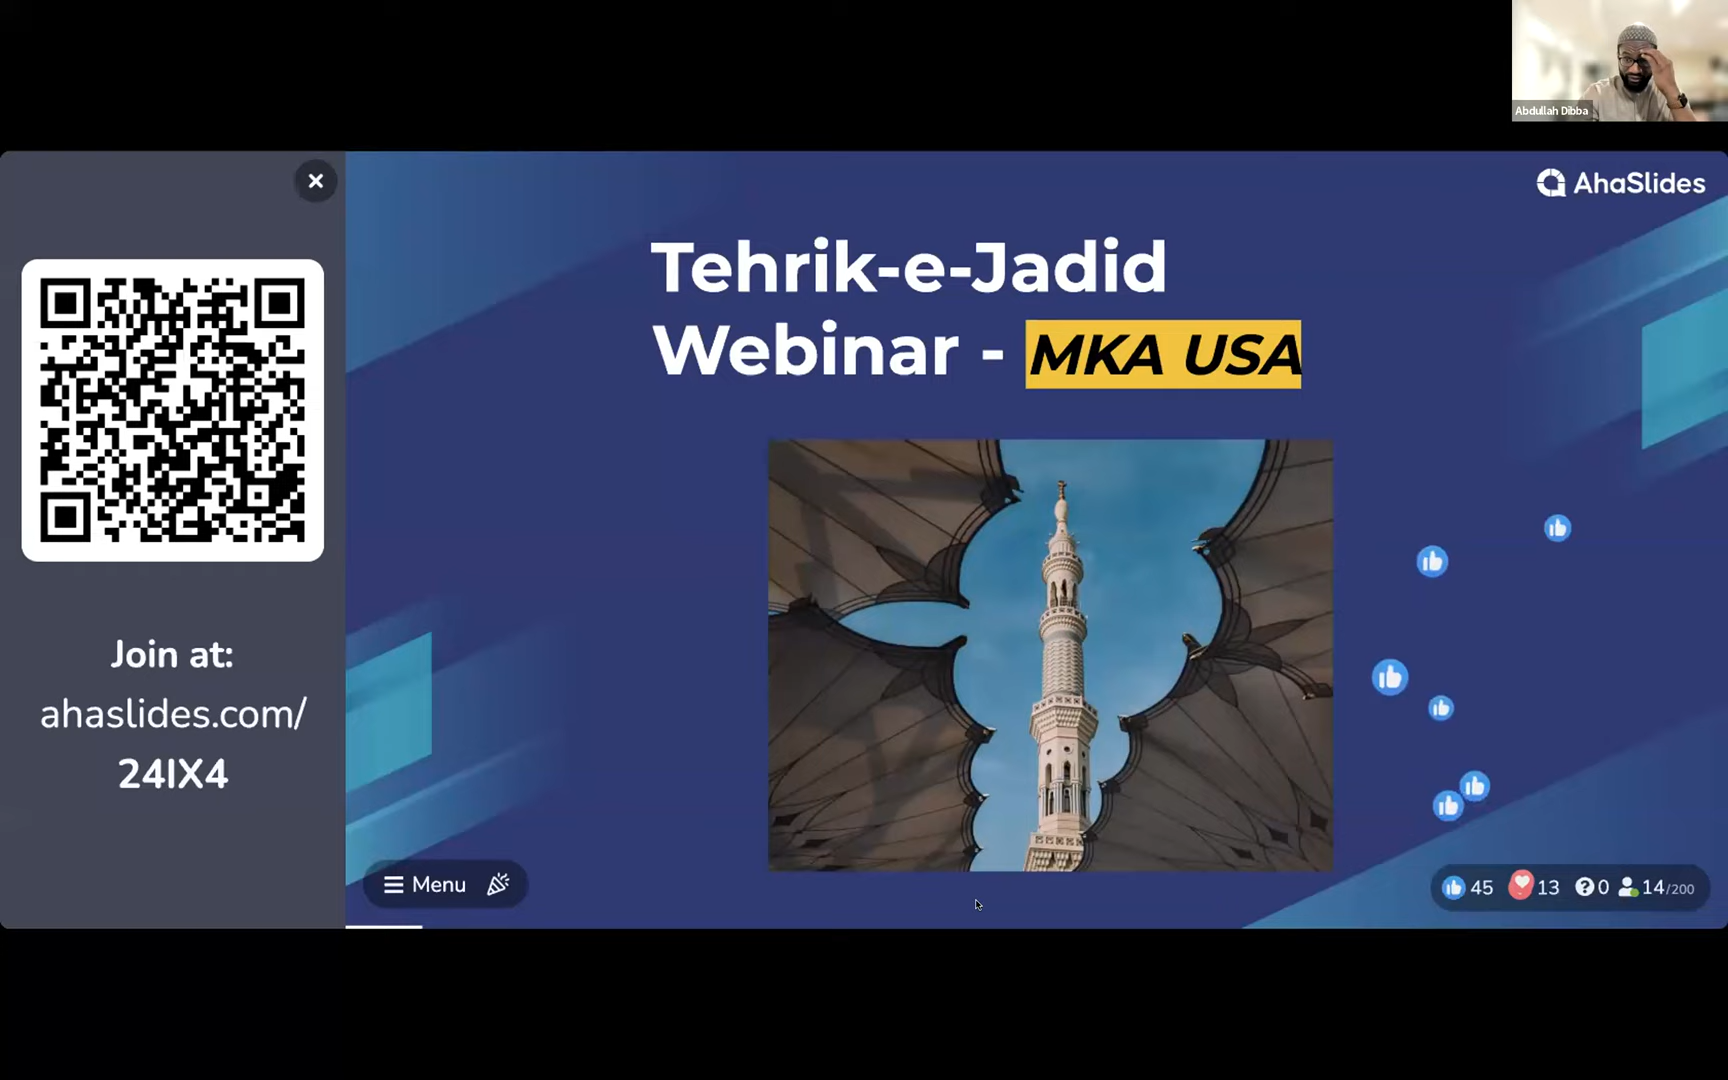 Abdullah Dibba
AhaSlides
Tehrik-e-Jadid
Webinar - MKA USA
Join at:
ahaslides.com/
24IX4
Menu
45 13 0 14/200